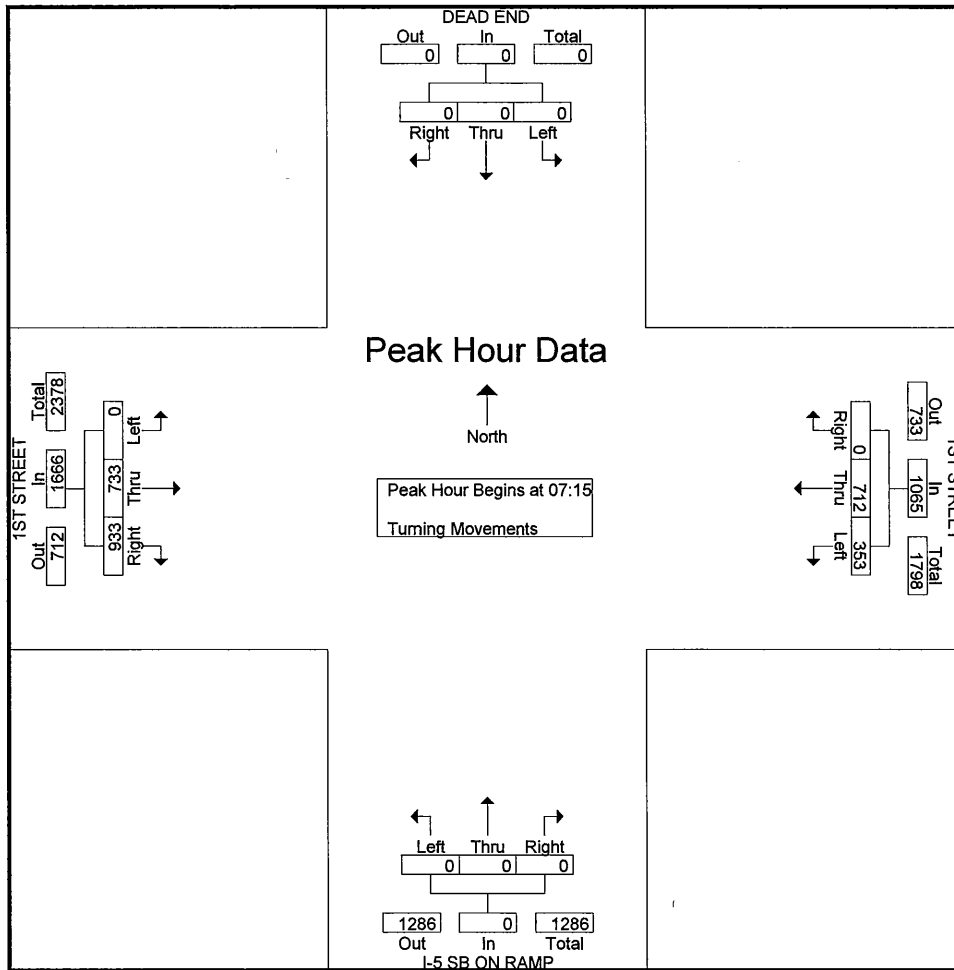 DEAD END
Out In Total
0 0 0
0 0 0
Right Thru Left
Peak Hour Data
North
Peak Hour Begins at 07:15
Turning Movements
1ST STREET
Total In Out
2378 1666 712
0 733 933
Left Thru Right
Right Thru Left
0 712 353
Out In Total
733 1065 1798
1ST STREET
Left Thru Right
0 0 0
1286 0 1286
Out In Total
I-5 SB ON RAMP